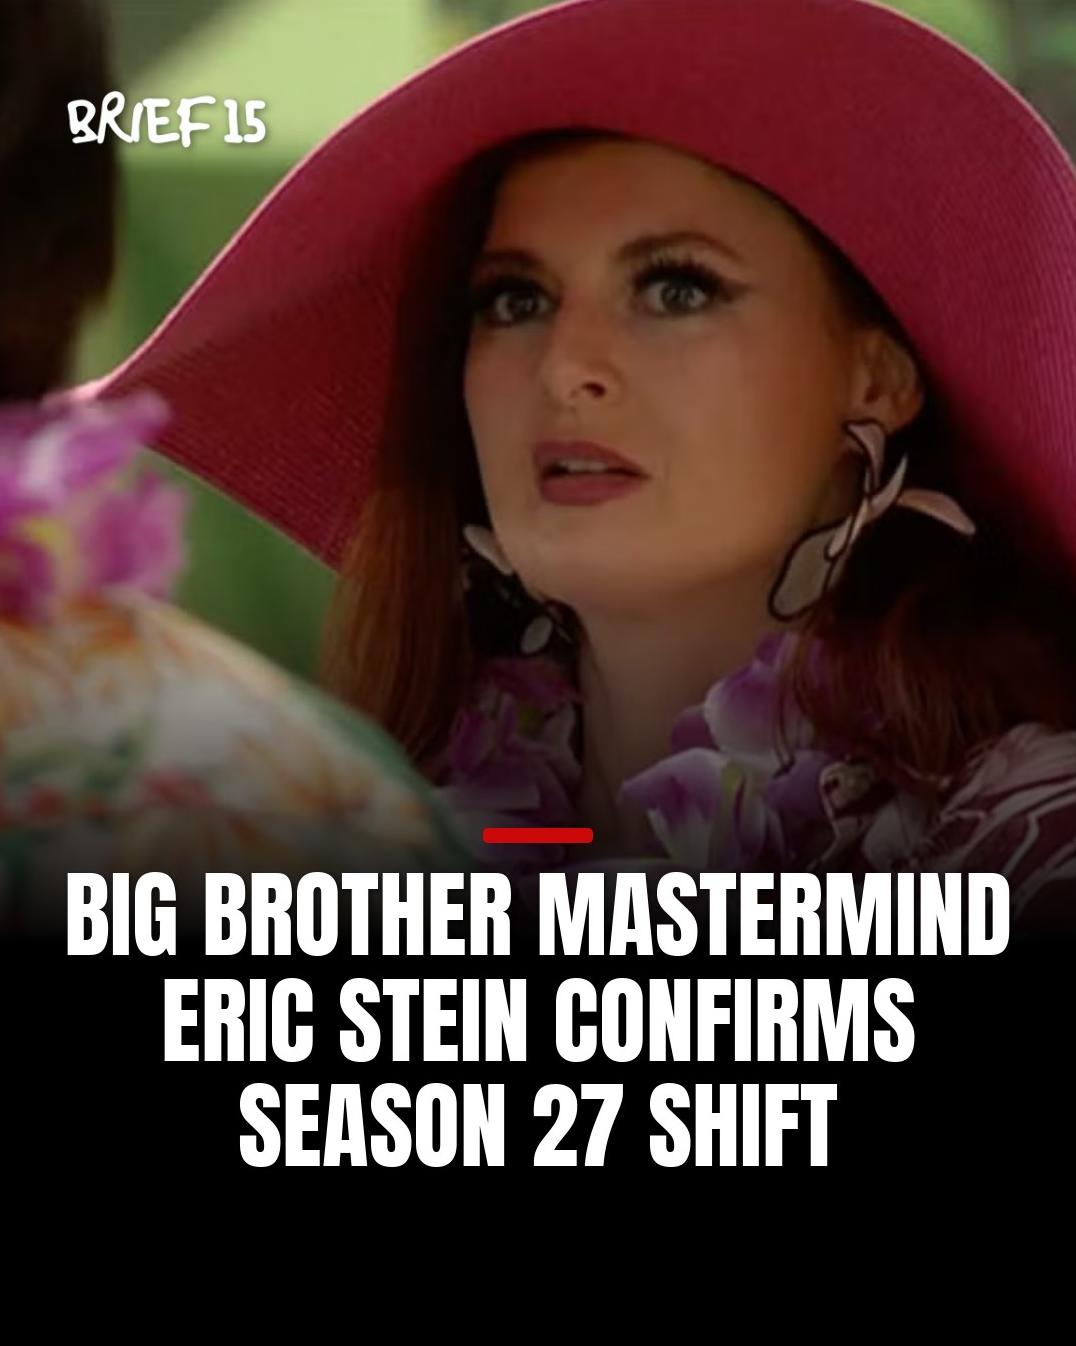 BRIEF 15
BIG BROTHER MASTERMIND
ERIC STEIN CONFIRMS
SEASON 27 SHIFT